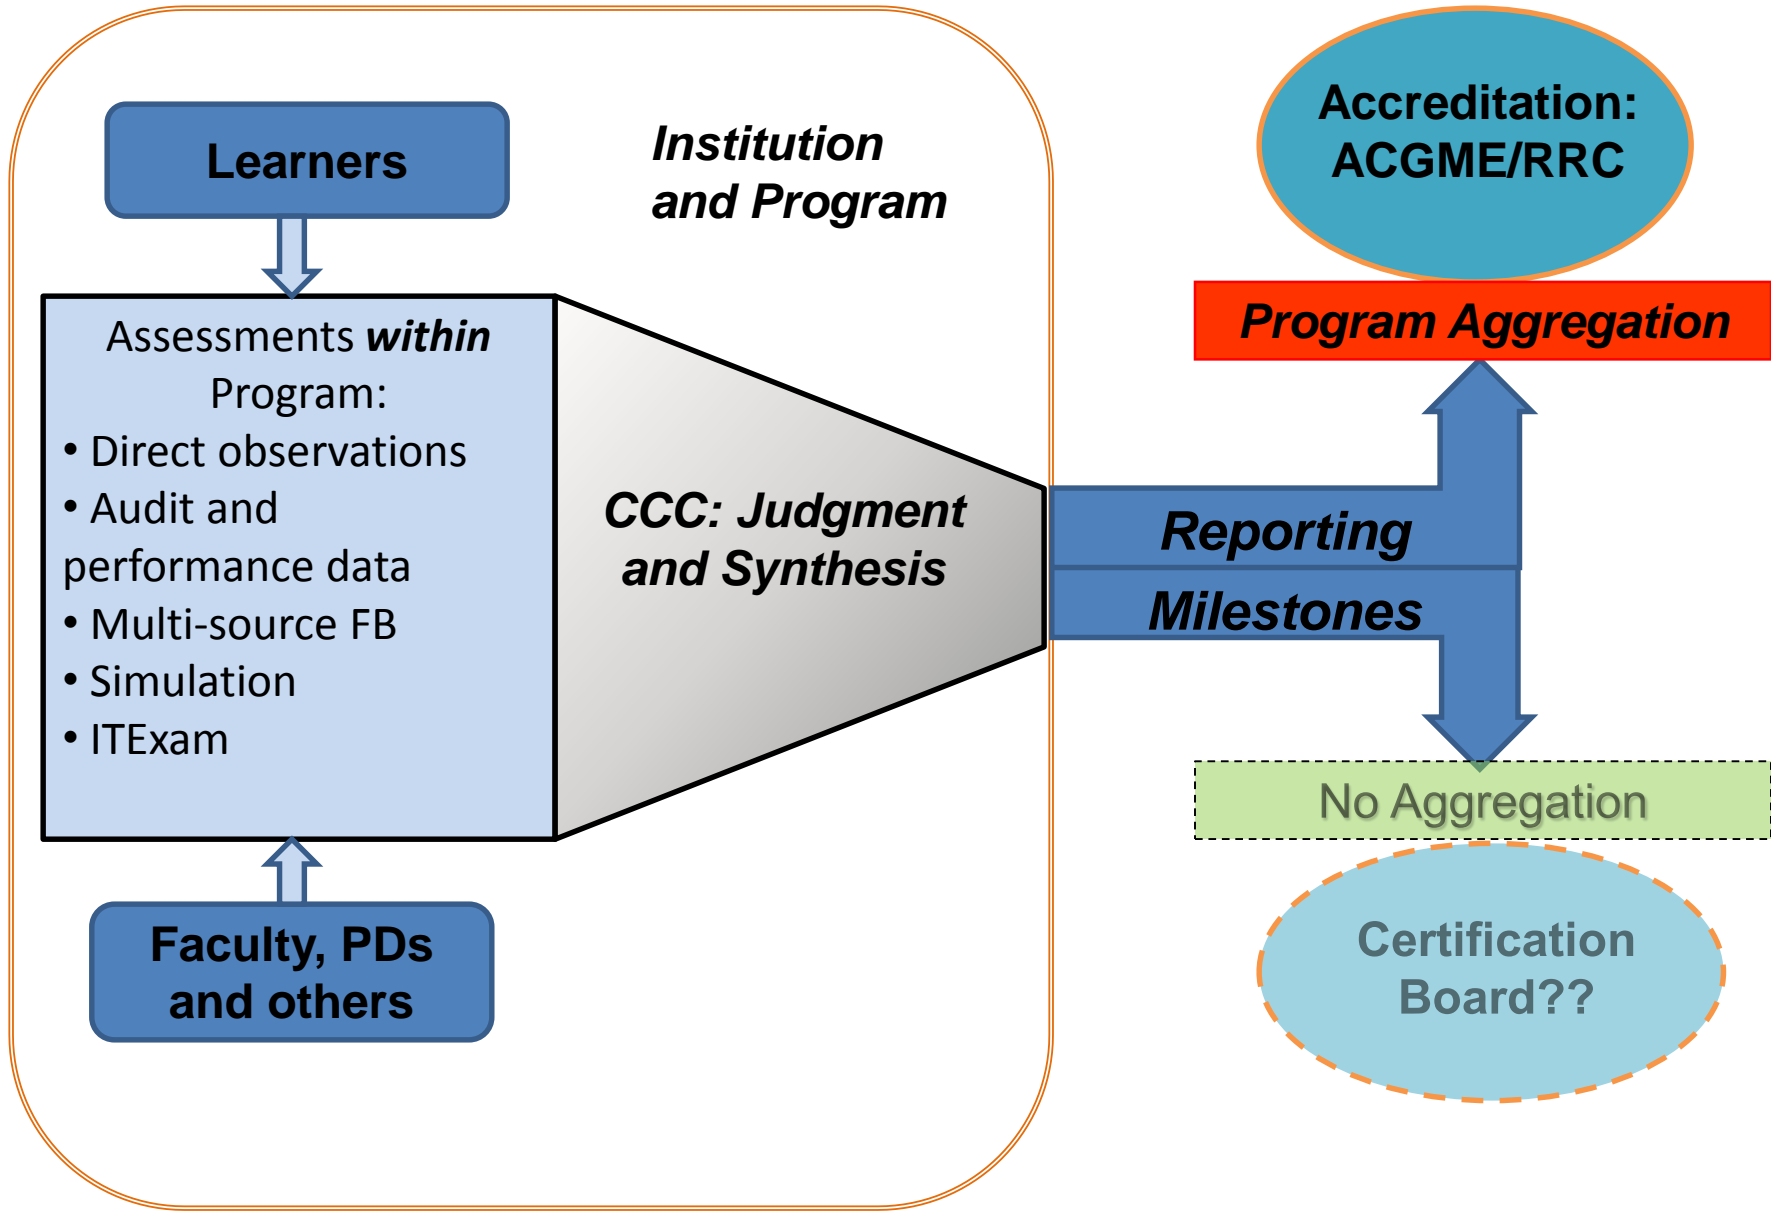 Learners
Institution
and Program
Assessments within
Program:
• Direct observations
• Audit and
performance data
• Multi-source FB
• Simulation
• ITExam
Faculty, PDs
and others
CCC: Judgment
and Synthesis
Reporting
Milestones
Accreditation:
ACGME/RRC
Program Aggregation
No Aggregation
Certification
Board??